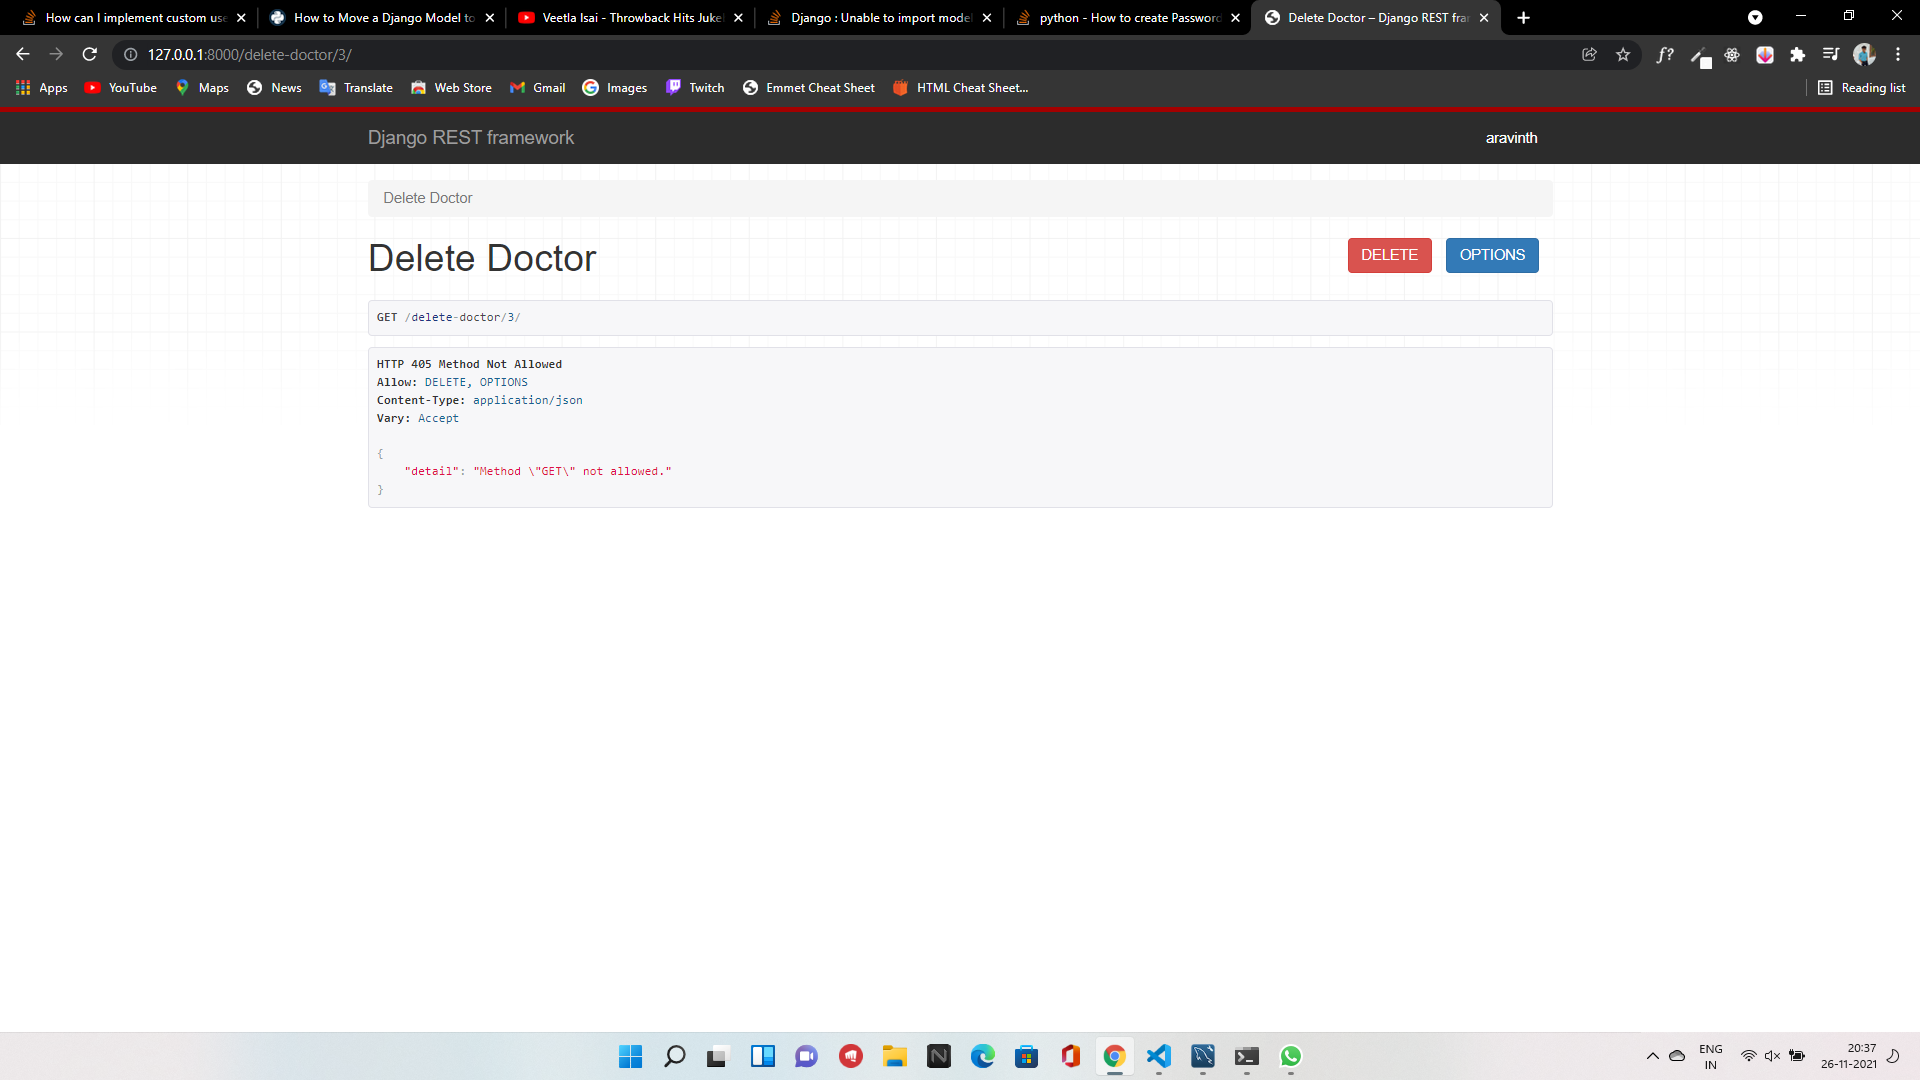 How can I implement custom use
How to Move a Django Model to
Veetla Isai - Throwback Hits Juke
Django : Unable to import mode
python - How to create Password
Delete Doctor – Django REST fra
127.0.0.1:8000/delete-doctor/3/
f?
Apps
YouTube
Maps
News
Translate
Web Store
Gmail
Images
Twitch
Emmet Cheat Sheet
HTML Cheat Sheet...
Reading list
Django REST framework
aravinth
Delete Doctor
Delete Doctor
DELETE
OPTIONS
GET /delete-doctor/3/
HTTP 405 Method Not Allowed
Allow: DELETE, OPTIONS
Content-Type: application/json
Vary: Accept
{
"detail": "Method \"GET\" not allowed."
}
ENG
IN
20:37
26-11-2021